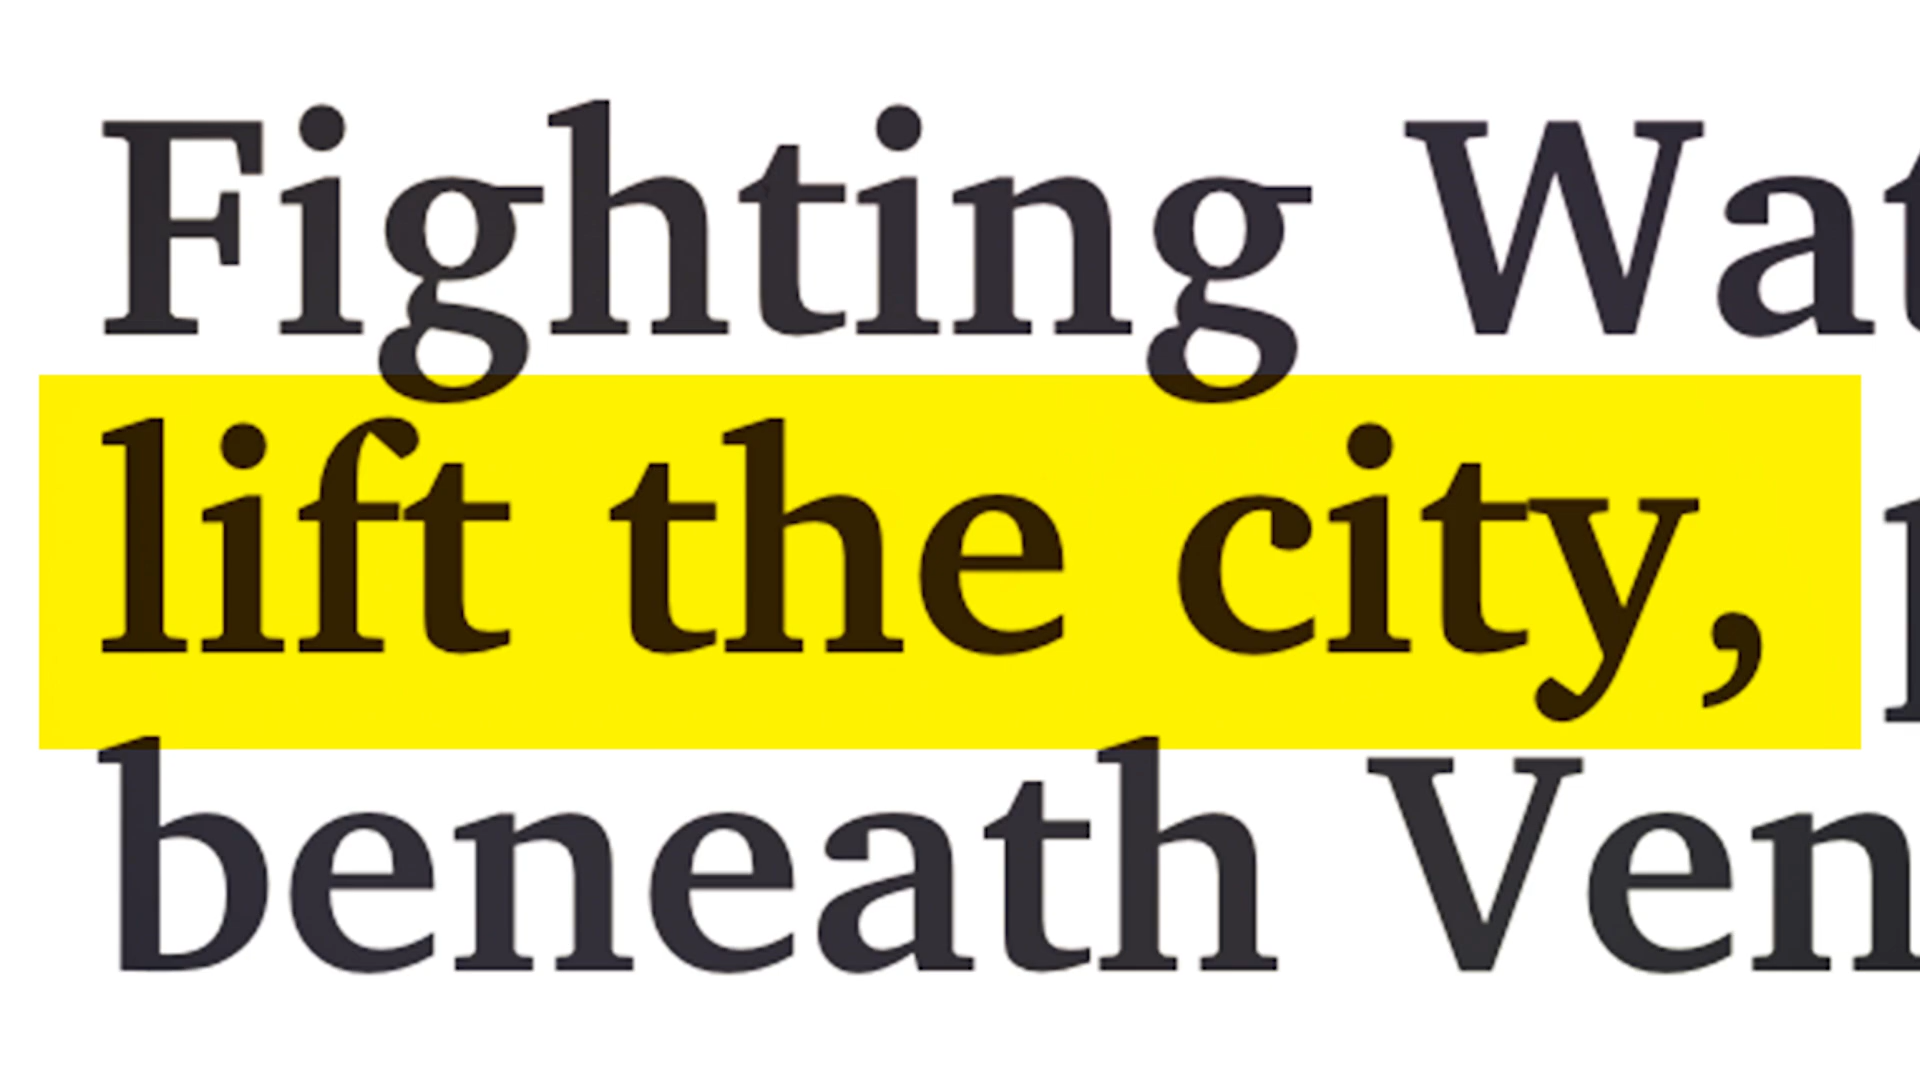 Fighting Wat
lift the city,
beneath Ven